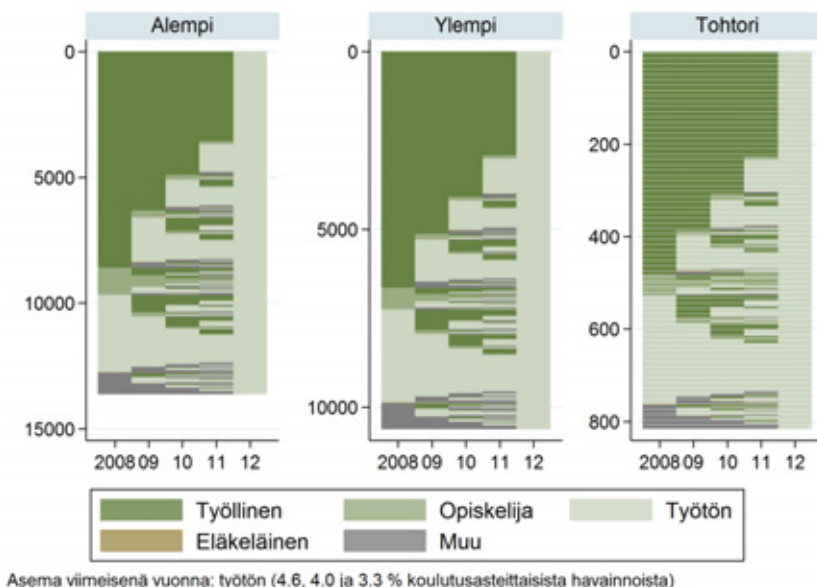 Alempi Ylempi Tohtori
0 0 0
200
5000 5000 400
10000 600
10000 800
15000
2008 09 10 11 12 2008 09 10 11 12 2008 09 10 11 12
Työllinen Opiskelija Työtön
Eläkeläinen Muu
Asema viimeisenä vuonna: työtön (4.6, 4.0 ja 3.3 % koulutusasteittaisista havainnoista)